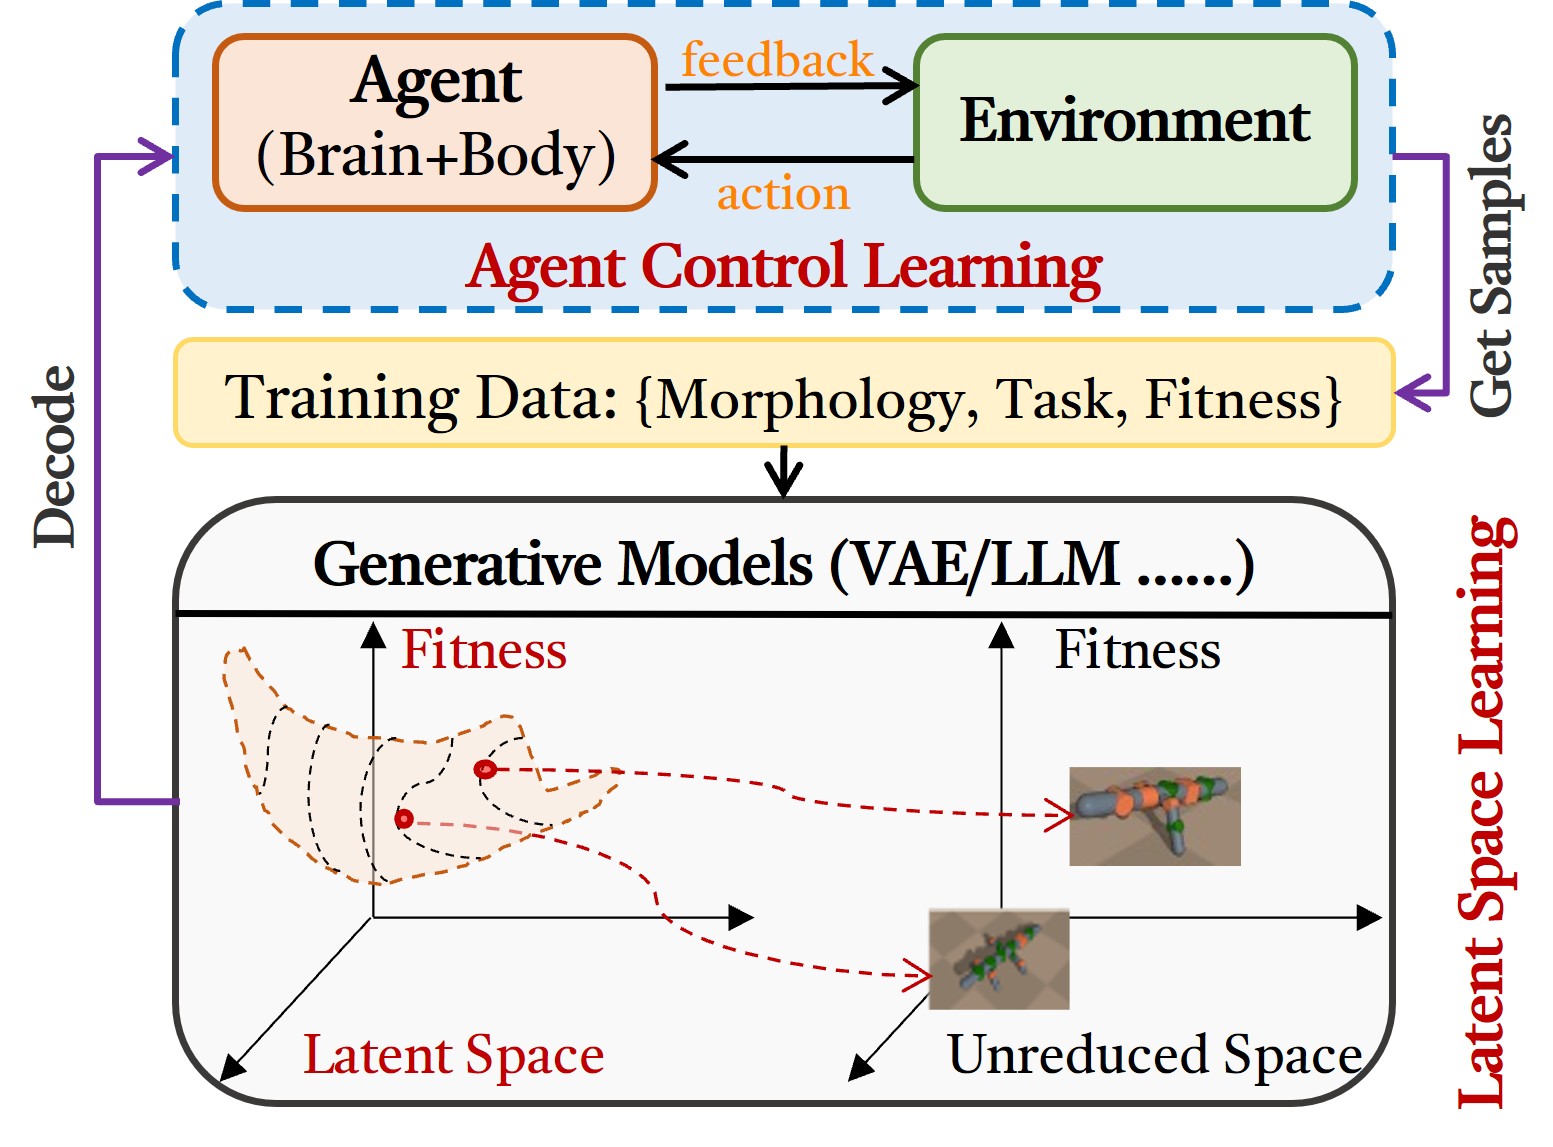 Agent
(Brain+Body)
feedback
action
Environment
Agent Control Learning
Get Samples
Decode
Training Data: {Morphology, Task, Fitness}
Generative Models (VAE/LLM ......)
Fitness
Fitness
Latent Space
Unreduced Space
Latent Space Learning